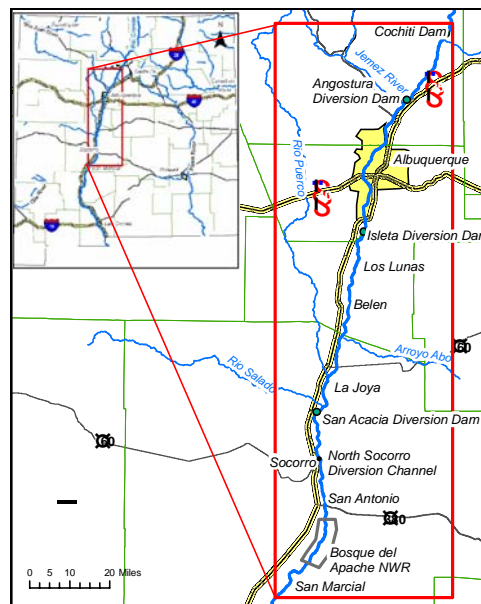 N
Cochiti Dam
Jemez River
Angostura
Diversion Dam
Rio Puerco
Albuquerque
Isleta Diversion Dam
Los Lunas
Belen
Arroyo Abo
60
Rio Salado
La Joya
San Acacia Diversion Dam
60
Socorro
North Socorro
Diversion Channel
San Antonio
Bosque del
Apache NWR
San Marcial
0 5 10 20 Miles